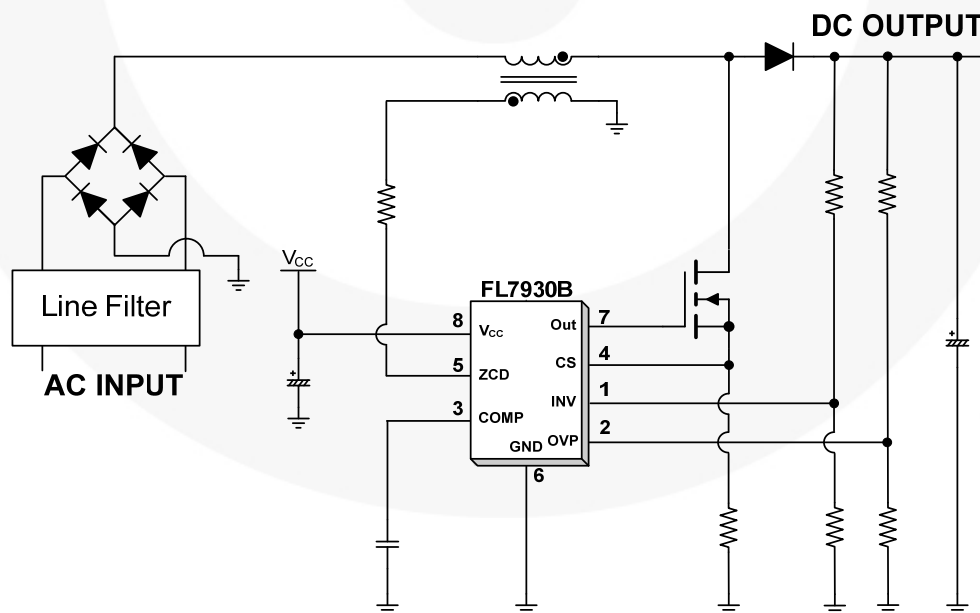 DC OUTPUT
VCC
Line Filter
AC INPUT
FL7930B
8
VCC
Out
7
5
ZCD
CS
4
3
COMP
INV
1
GND
OVP
2
6
+
+